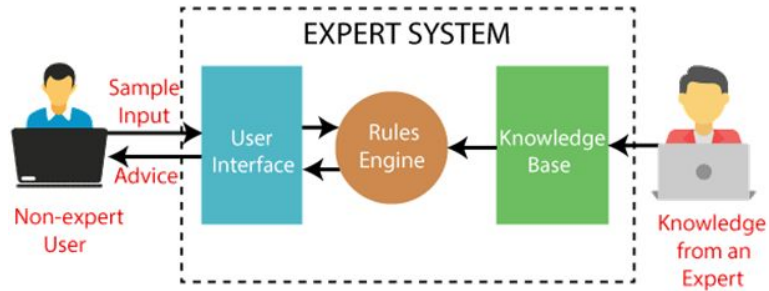 EXPERT SYSTEM
Sample
Input
Advice
Non-expert
User
User
Interface
Rules
Engine
Knowledge
Base
Knowledge
from an
Expert